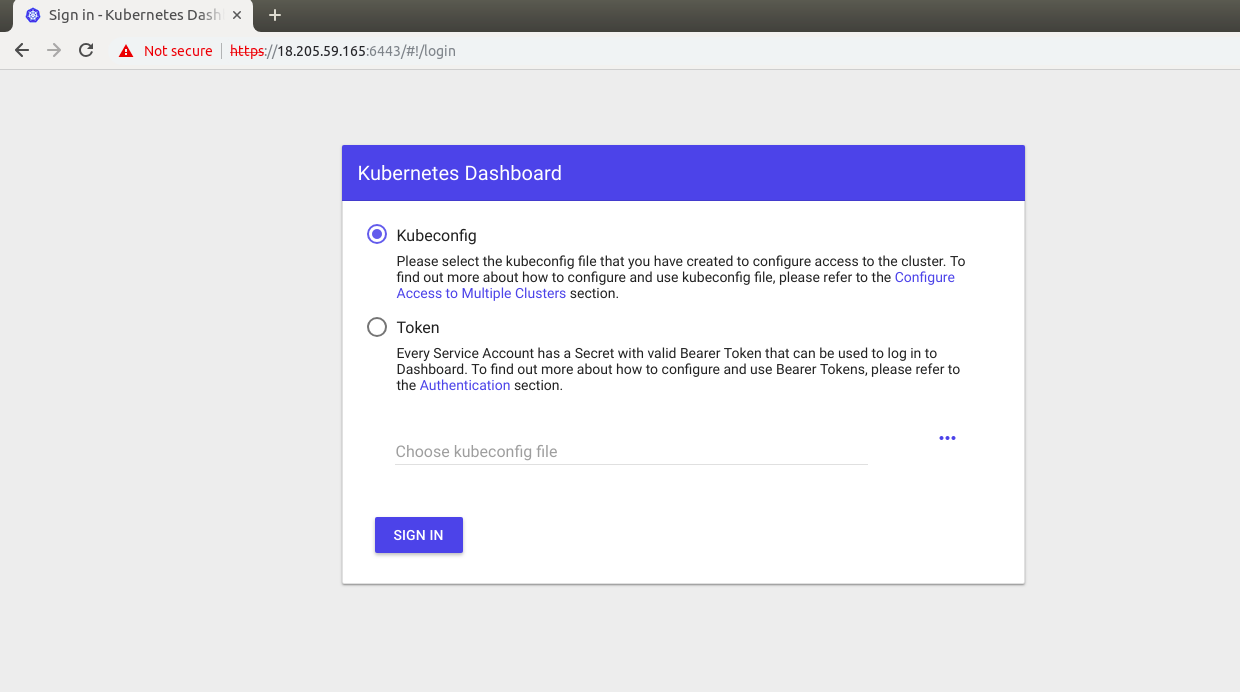 Sign in - Kubernetes Dash
Not secure https://18.205.59.165:6443/#!/login
Kubernetes Dashboard
Kubeconfig
Please select the kubeconfig file that you have created to configure access to the cluster. To
find out more about how to configure and use kubeconfig file, please refer to the Configure
Access to Multiple Clusters section.
Token
Every Service Account has a Secret with valid Bearer Token that can be used to log in to
Dashboard. To find out more about how to configure and use Bearer Tokens, please refer to
the Authentication section.
Choose kubeconfig file
SIGN IN